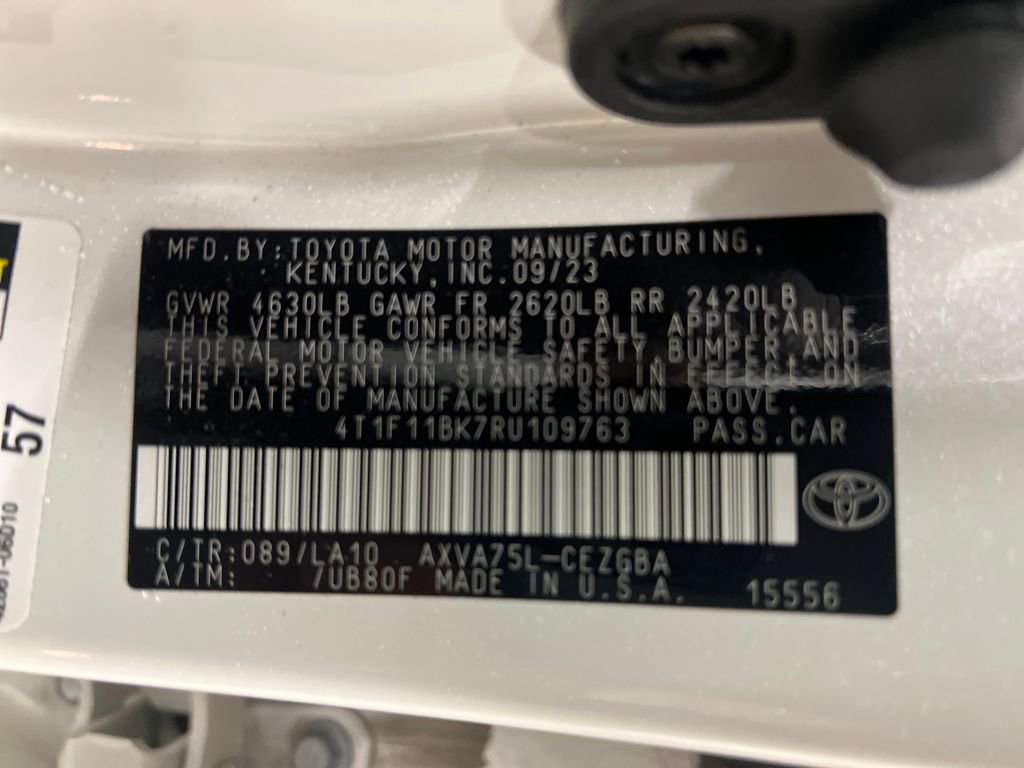 MFD.BY:TOYOTA MOTOR MANUFACTURING,
KENTUCKY,INC.09/23
GVWR 4630LB GAWR FR 2620LB RR 2420LB
THIS VEHICLE CONFORMS TO ALL APPLICABLE
FEDERAL MOTOR VEHICLE SAFETY,BUMPER,AND
THEFT PREVENTION STANDARDS IN EFFECT ON
THE DATE OF MANUFACTURE SHOWN ABOVE.
4T1F11BK7RU109763 PASS.CAR
C/TR:089/LA10 AXVA75L-CEZGBA
A/TM: /UB80F MADE IN U.S.A. 15556
57